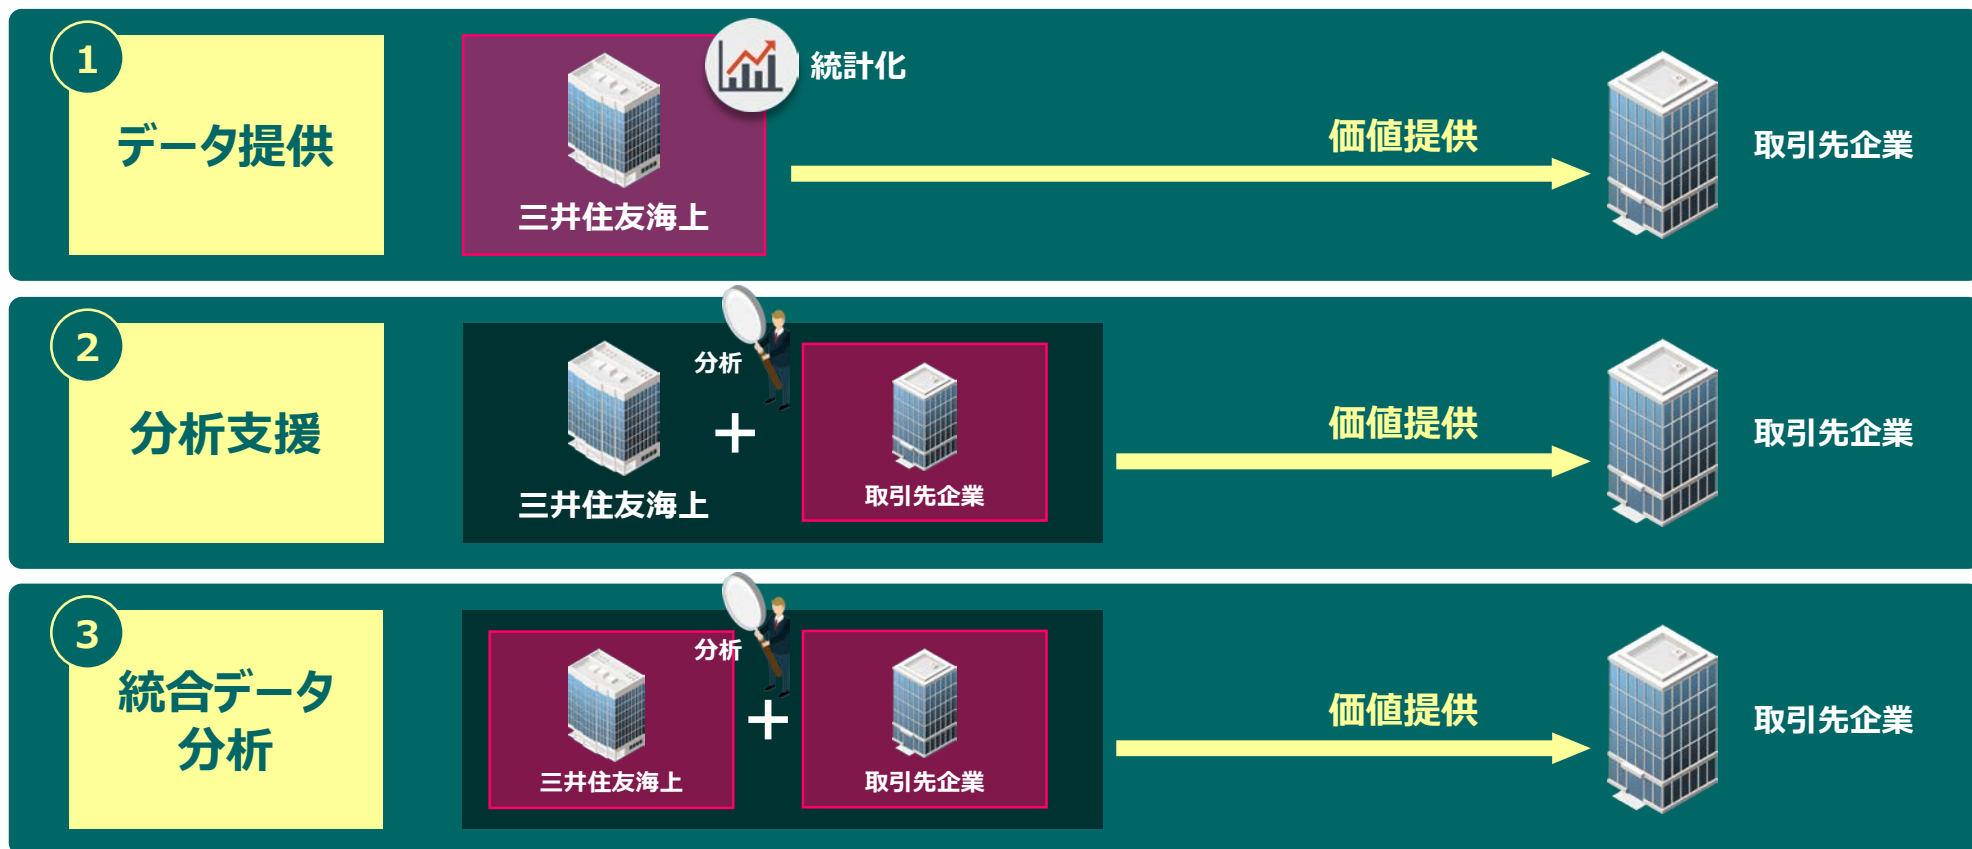 1
データ提供
統計化
三井住友海上
価値提供
取引先企業
2
分析支援
分析
+
三井住友海上
取引先企業
価値提供
取引先企業
3
統合データ
分析
分析
+
三井住友海上
取引先企業
価値提供
取引先企業